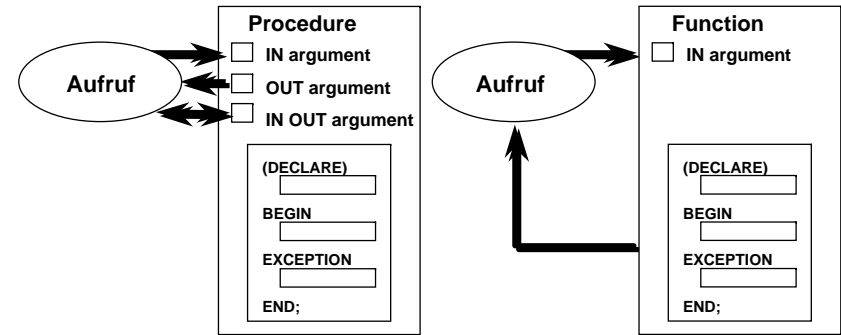 Procedure
Aufruf
IN argument
OUT argument
IN OUT argument
(DECLARE)
BEGIN
EXCEPTION
END;
Function
Aufruf
IN argument
(DECLARE)
BEGIN
EXCEPTION
END;